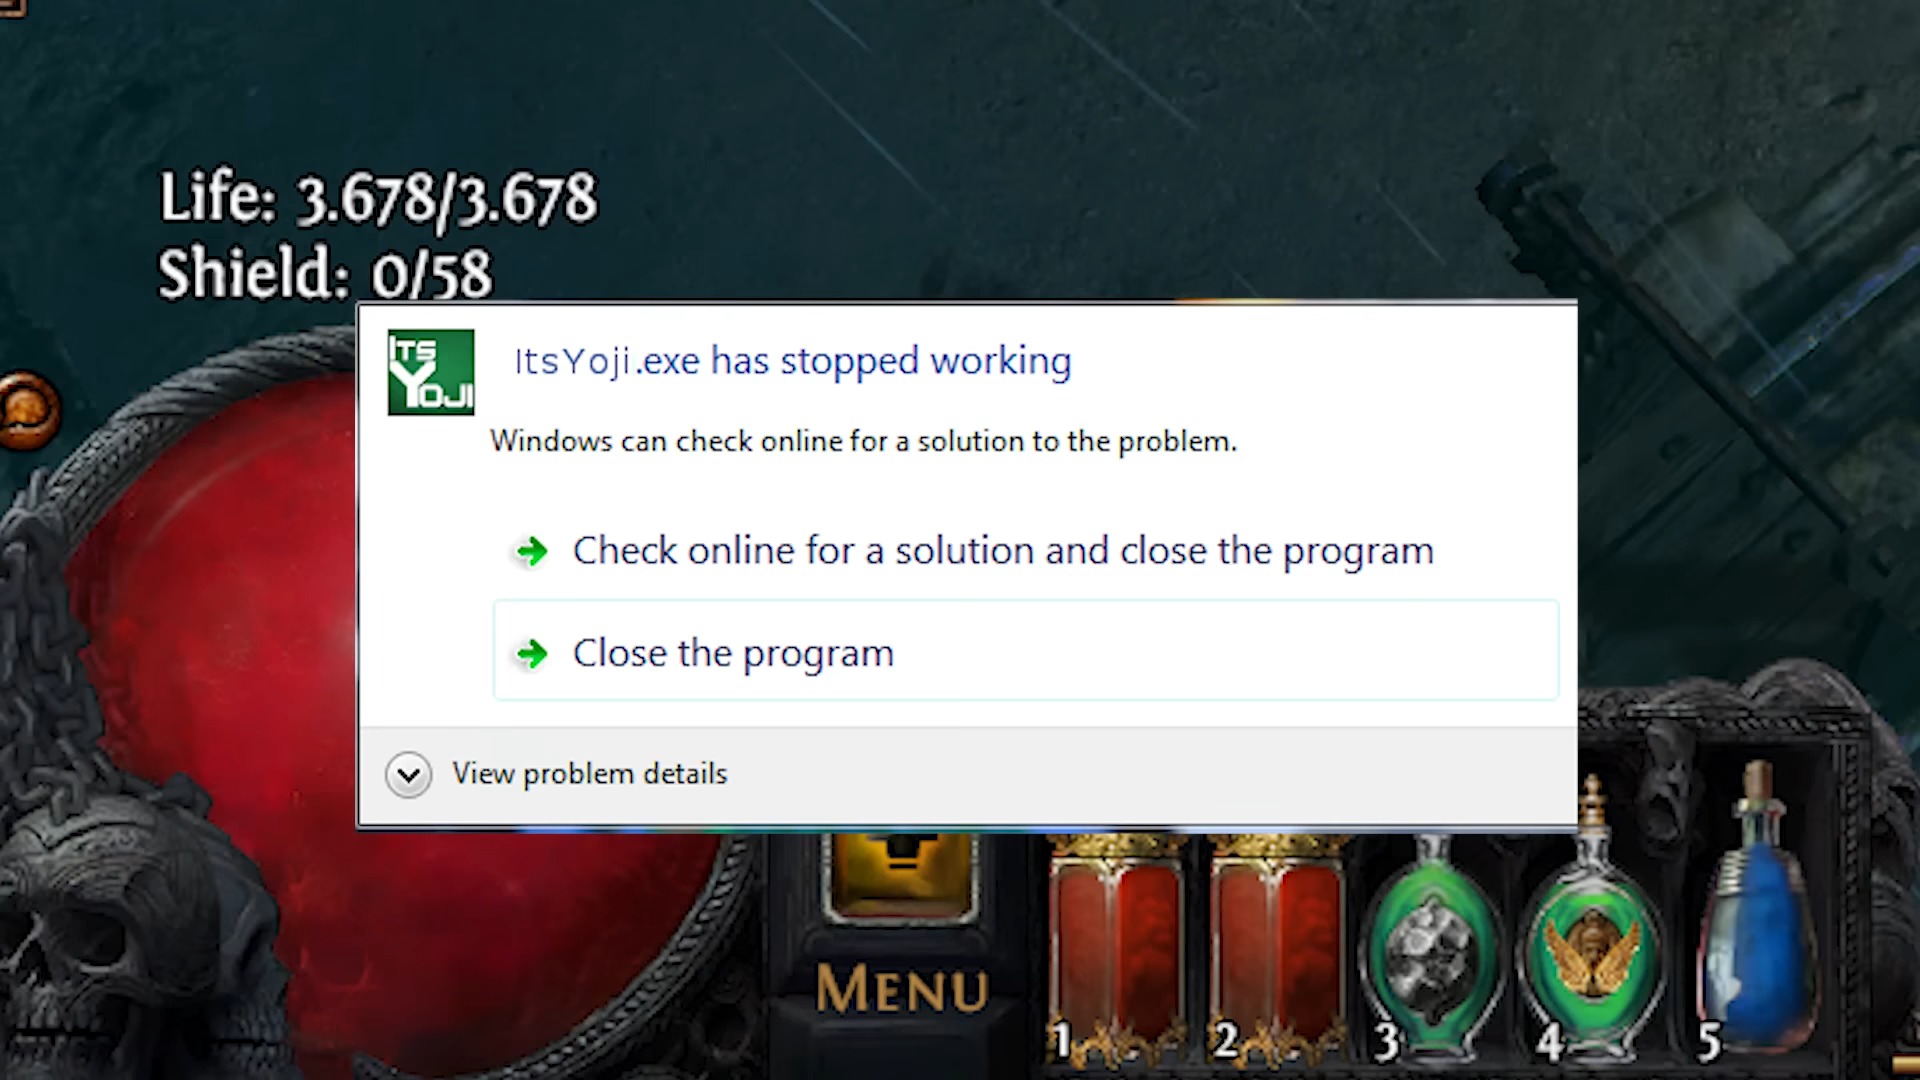 Life: 3.678/3.678
Shield: 0/58
ITS
YOJI
ItsYoji.exe has stopped working
Windows can check online for a solution to the problem.
Check online for a solution and close the program
Close the program
View problem details
MENU
1 2 3 4 5